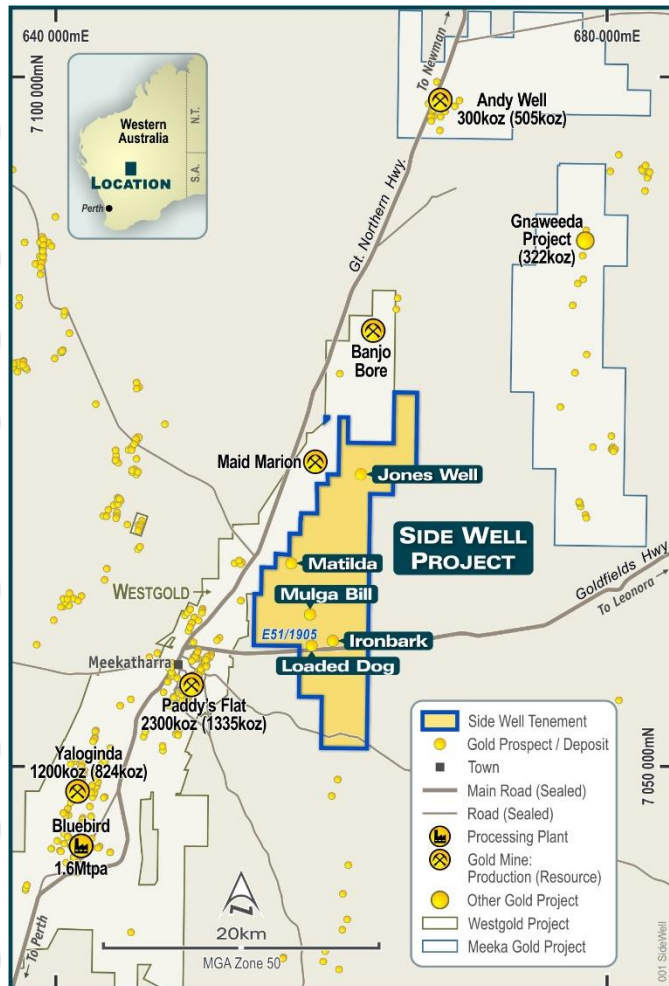 640 000mE
680 000mE
7 100 000mN
To Newman
Andy Well
300koz (505koz)
Western
Australia
N.T.
S.A.
LOCATION
Perth
Gt. Northern Hwy.
Gnaweeda
Project
(322koz)
Banjo
Bore
Maid Marion
Jones Well
SIDE WELL
PROJECT
Goldfields Hwy
To Leonora
Matilda
WESTGOLD
Mulga Bill
E51/1905
Ironbark
Loaded Dog
Meekatharra
Paddy's Flat
2300koz (1335koz)
Yaloginda
1200koz (824koz)
Bluebird
1.6Mtpa
7 050 000mN
Side Well Tenement
Gold Prospect / Deposit
Town
Main Road (Sealed)
Road (Sealed)
Processing Plant
Gold Mine:
Production (Resource)
Other Gold Project
Westgold Project
Meeka Gold Project
N
20km
MGA Zone 50
To Perth
001 SideWell